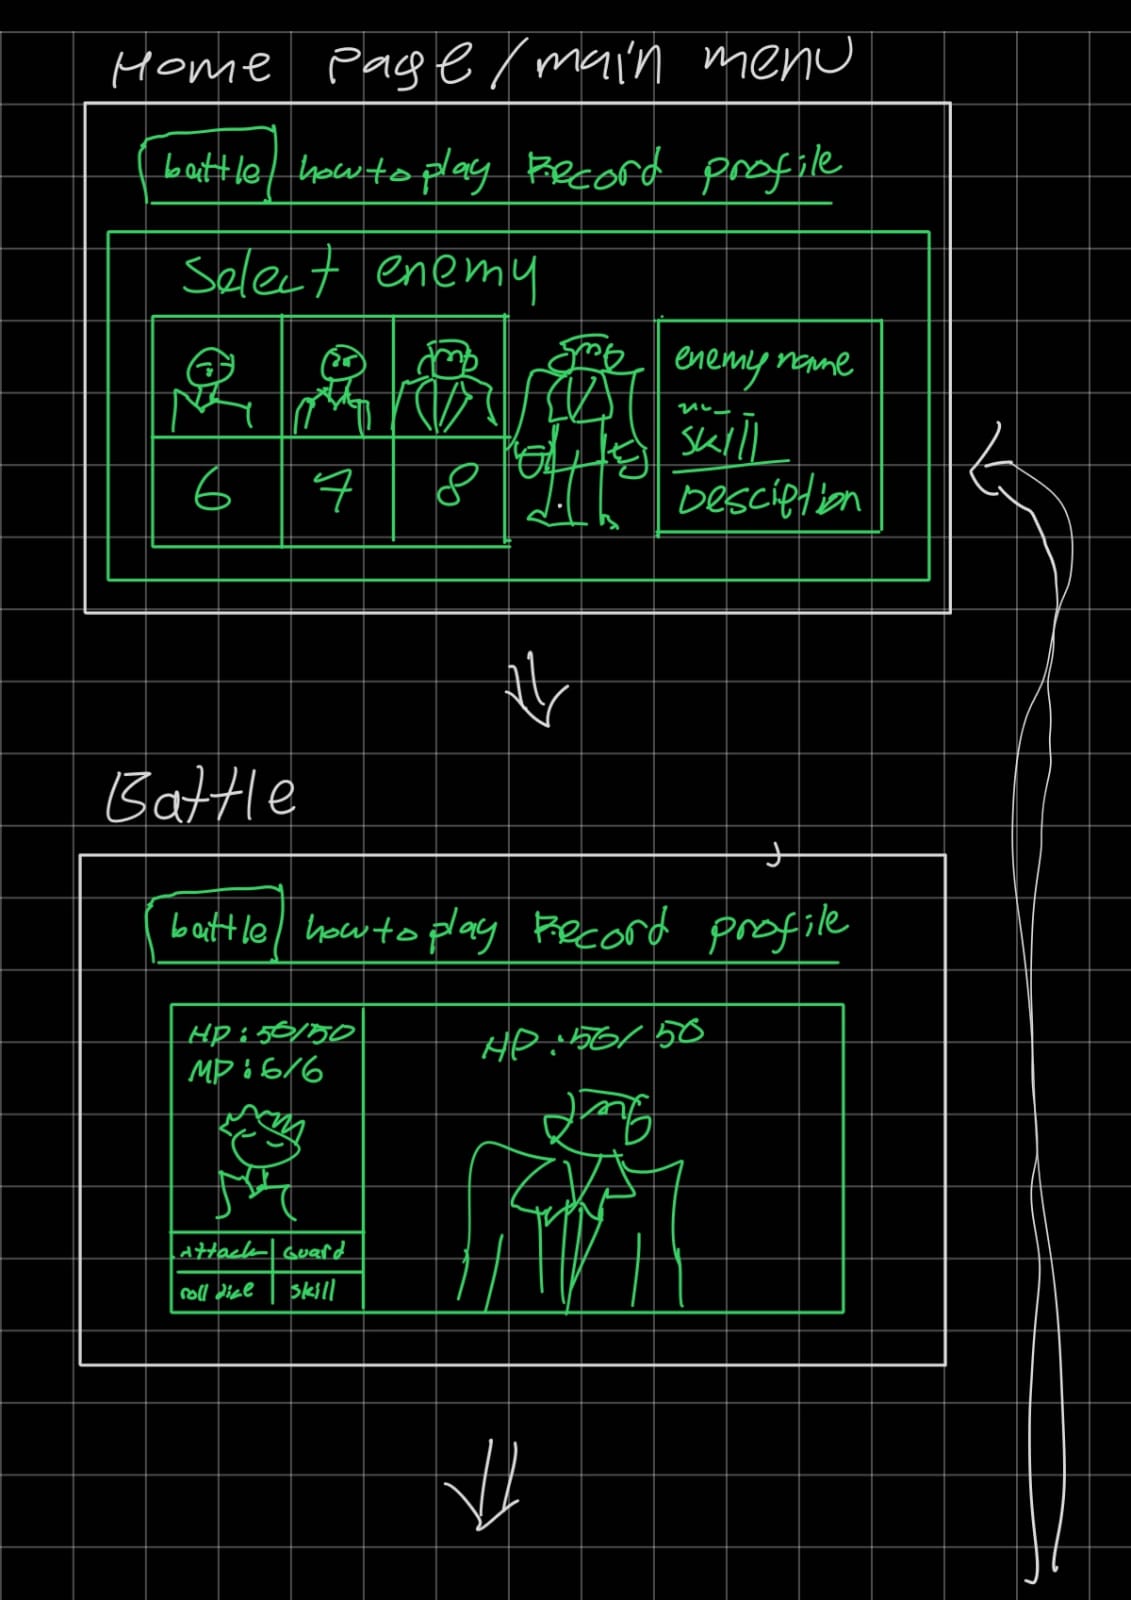 Home Page/main menu
battle how to play Record profile
Select enemy
enemy name
skill
6 7 8
Desciption
Battle
battle how to play Record profile
HP:50/50
MP:6/6
HP:50/50
Attack Guard
roll dice skill